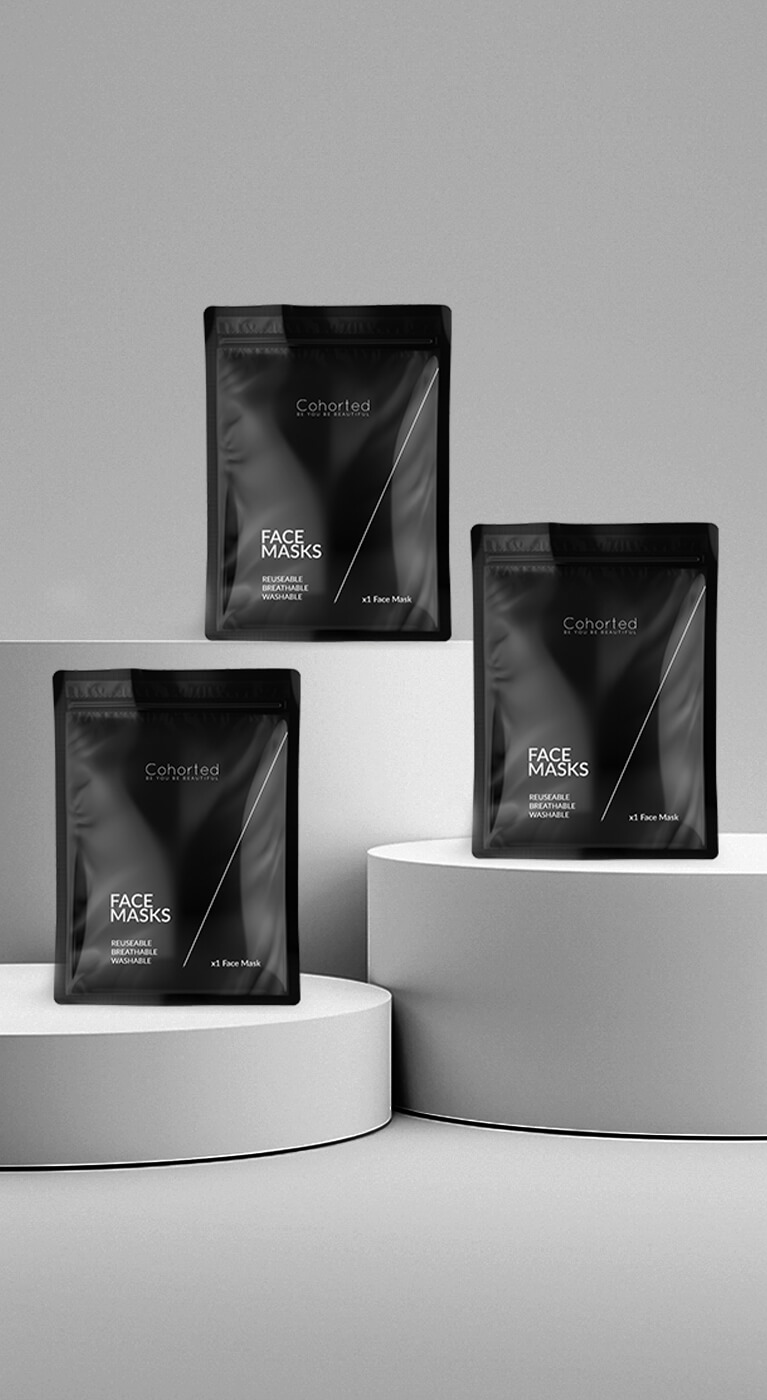 Cohorted
BE YOU BE BEAUTIFUL
FACE
MASKS
REUSEABLE
BREATHABLE
WASHABLE
x1 Face Mask
Cohorted
BE YOU BE BEAUTIFUL
FACE
MASKS
REUSEABLE
BREATHABLE
WASHABLE
x1 Face Mask
Cohorted
BE YOU BE BEAUTIFUL
FACE
MASKS
REUSEABLE
BREATHABLE
WASHABLE
x1 Face Mask